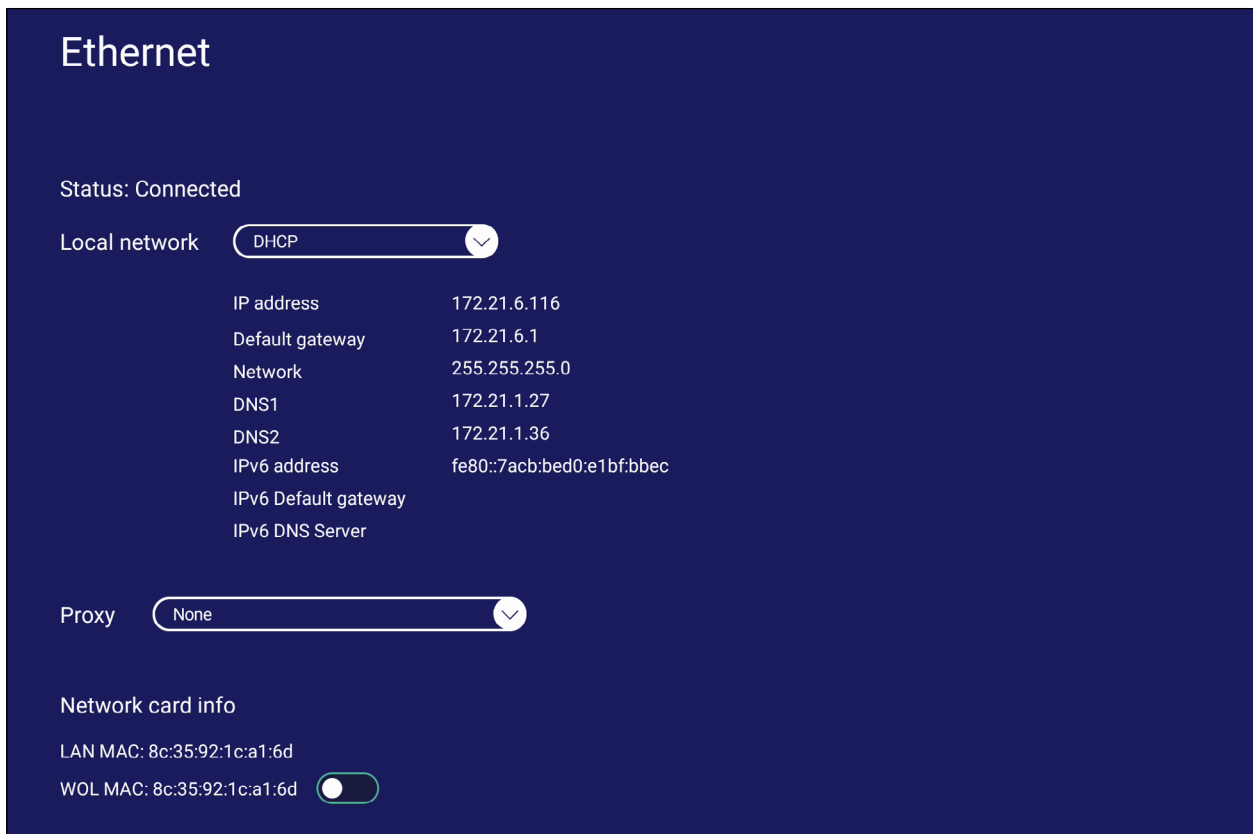 Ethernet
Status: Connected
Local network DHCP
IP address 172.21.6.116
Default gateway 172.21.6.1
Network 255.255.255.0
DNS1 172.21.1.27
DNS2 172.21.1.36
IPv6 address fe80::7acb:bed0:e1bf:bbec
IPv6 Default gateway
IPv6 DNS Server
Proxy None
Network card info
LAN MAC: 8c:35:92:1c:a1:6d
WOL MAC: 8c:35:92:1c:a1:6d